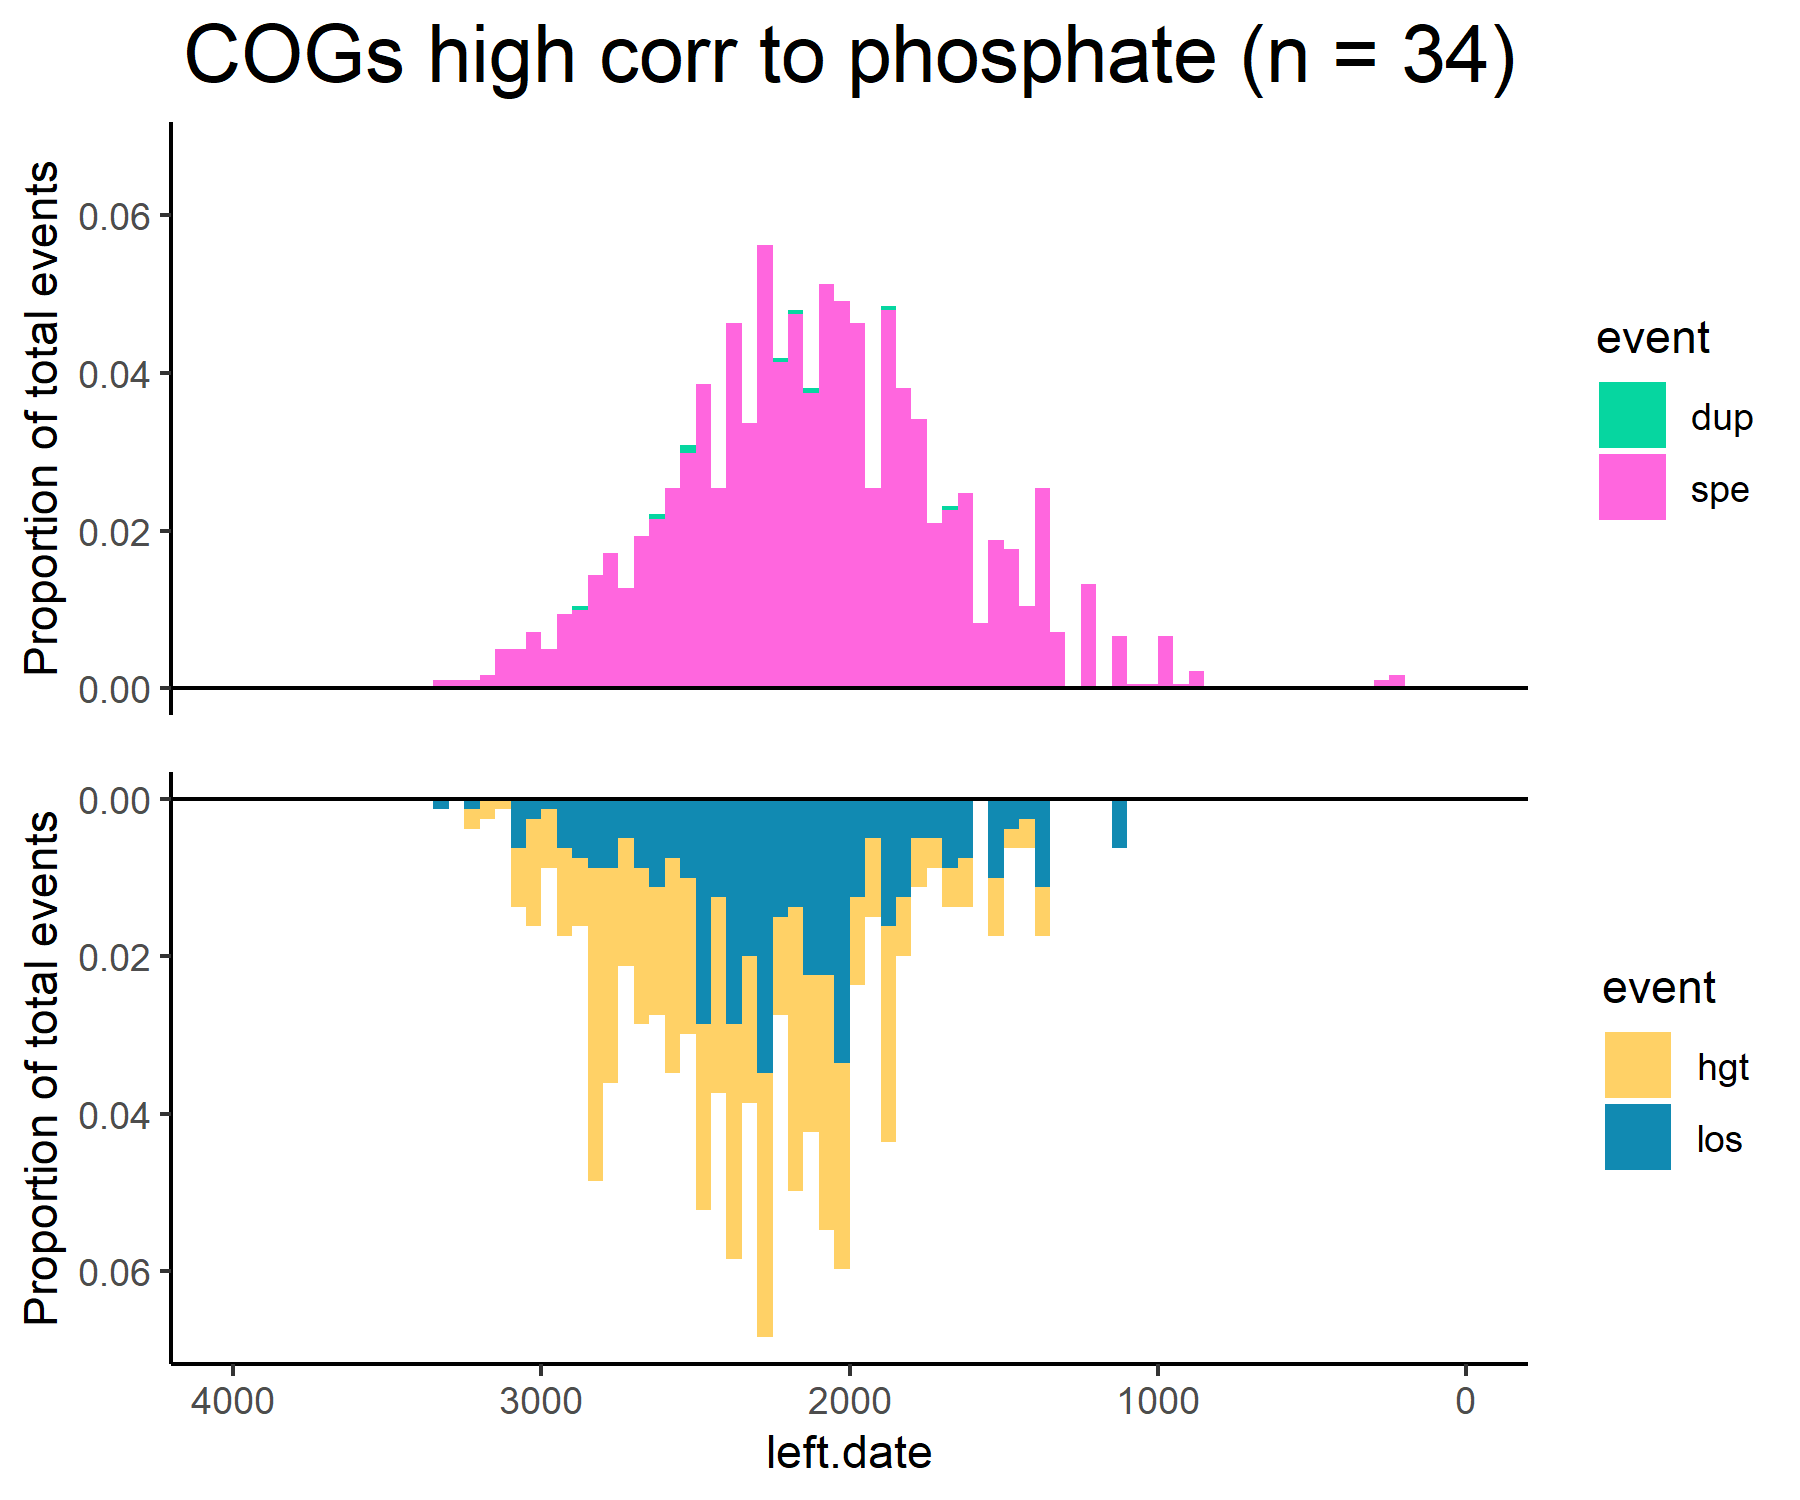 COGs high corr to phosphate (n = 34)
Proportion of total events
0.06
0.04
0.02
0.00
event
dup
spe
Proportion of total events
0.00
0.02
0.04
0.06
event
hgt
los
4000 3000 2000 1000 0
left.date